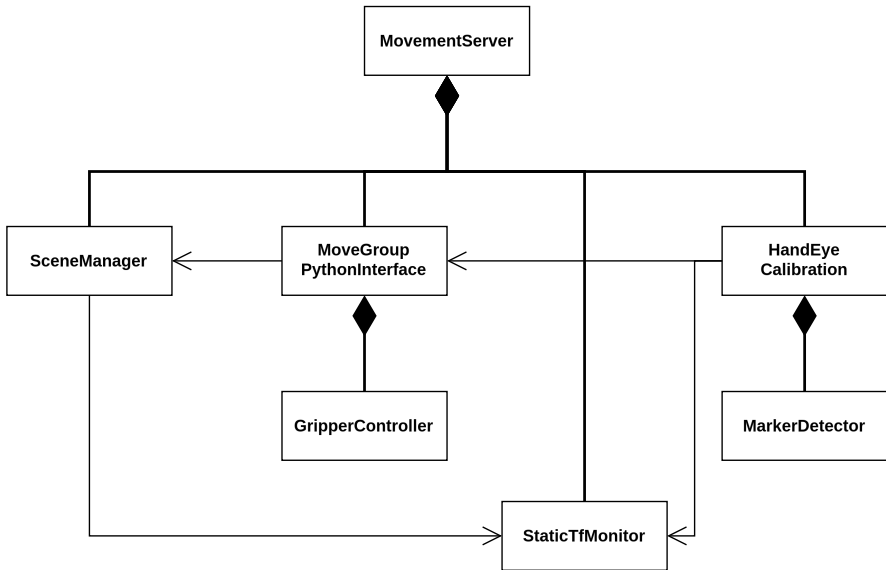 MovementServer
SceneManager
MoveGroup
PythonInterface
HandEye
Calibration
GripperController
MarkerDetector
StaticTfMonitor